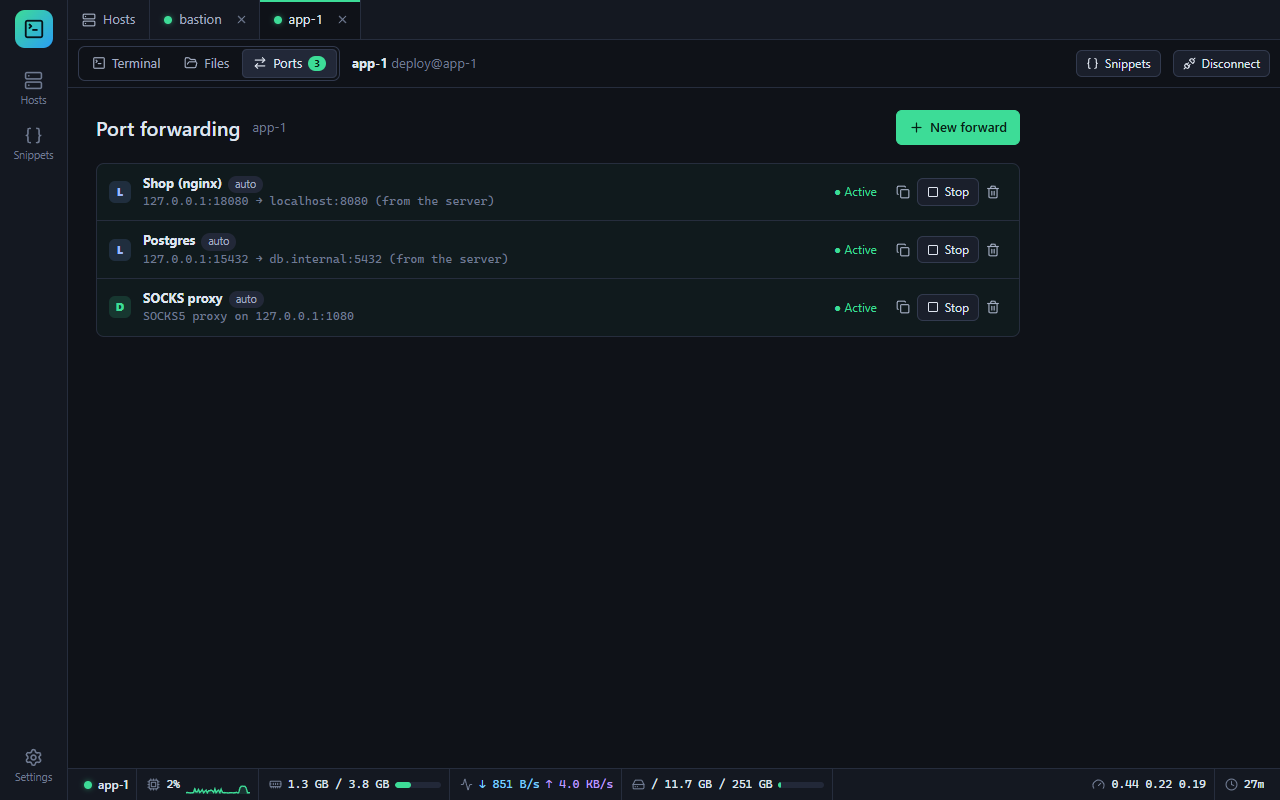 Hosts
bastion
app-1
Terminal
Files
Ports 3
app-1 deploy@app-1
Snippets
Disconnect
Hosts
Snippets
Port forwarding app-1
New forward
L
Shop (nginx) auto
127.0.0.1:18080 → localhost:8080 (from the server)
Active
Stop
L
Postgres auto
127.0.0.1:15432 → db.internal:5432 (from the server)
Active
Stop
D
SOCKS proxy auto
SOCKS5 proxy on 127.0.0.1:1080
Active
Stop
Settings
app-1
2%
1.3 GB / 3.8 GB
↓ 851 B/s ↑ 4.0 KB/s
/ 11.7 GB / 251 GB
0.44 0.22 0.19
27m